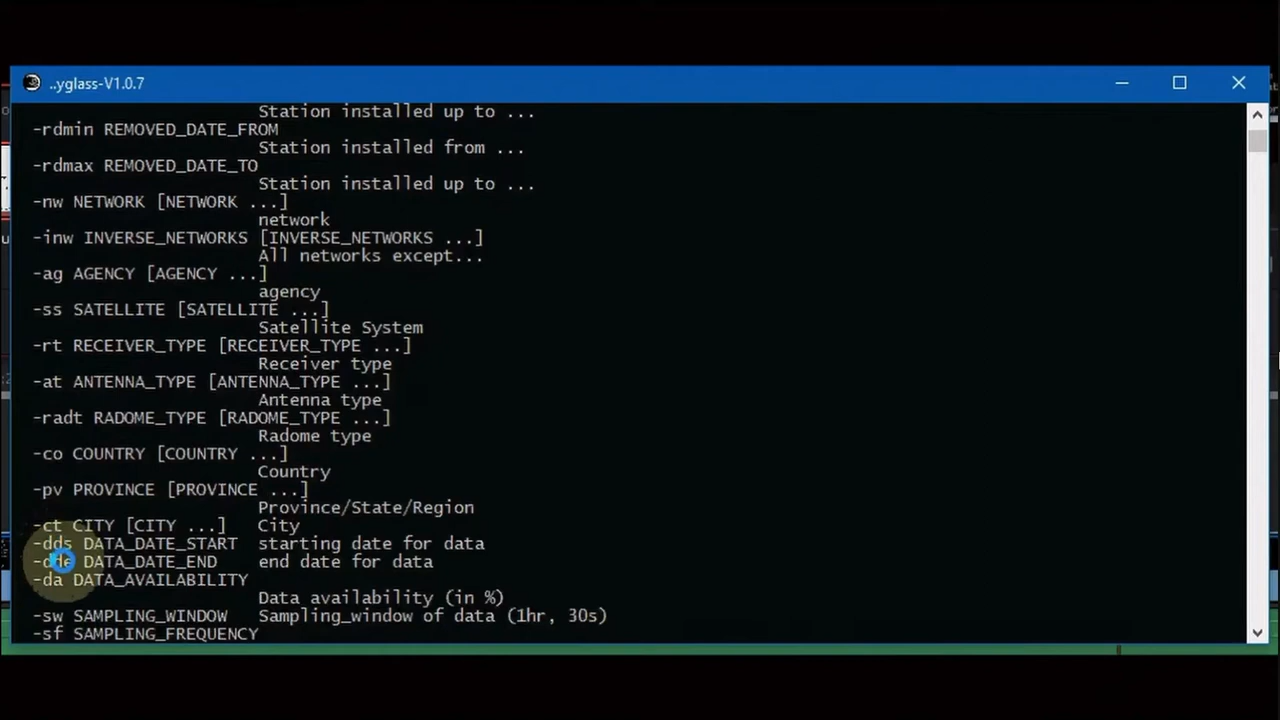 ..yglass-V1.0.7
Station installed up to ...
-rdmin REMOVED_DATE_FROM
Station installed from ...
-rdmax REMOVED_DATE_TO
Station installed up to ...
-nw NETWORK [NETWORK ...]
network
-inw INVERSE_NETWORKS [INVERSE_NETWORKS ...]
All networks except...
-ag AGENCY [AGENCY ...]
agency
-ss SATELLITE [SATELLITE ...]
Satellite System
-rt RECEIVER_TYPE [RECEIVER_TYPE ...]
Receiver type
-at ANTENNA_TYPE [ANTENNA_TYPE ...]
Antenna type
-radt RADOME_TYPE [RADOME_TYPE ...]
Radome type
-co COUNTRY [COUNTRY ...]
Country
-pv PROVINCE [PROVINCE ...]
Province/State/Region
-ct CITY [CITY ...] City
-dds DATA_DATE_START starting date for data
-dde DATA_DATE_END end date for data
-da DATA_AVAILABILITY
Data availability (in %)
-sw SAMPLING_WINDOW Sampling_window of data (1hr, 30s)
-sf SAMPLING_FREQUENCY